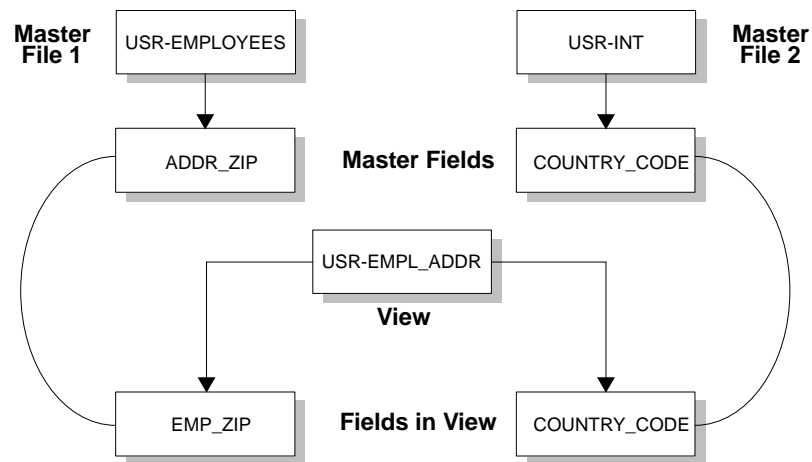 Master
File 1
USR-EMPLOYEES
USR-INT
Master
File 2
ADDR_ZIP
Master Fields
COUNTRY_CODE
USR-EMPL_ADDR
View
EMP_ZIP
Fields in View
COUNTRY_CODE